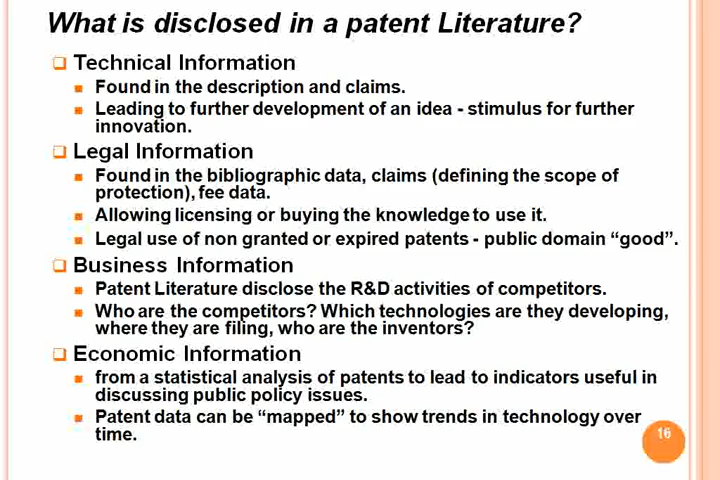 What is disclosed in a patent Literature?
Technical Information
Found in the description and claims.
Leading to further development of an idea - stimulus for further
innovation.
Legal Information
Found in the bibliographic data, claims (defining the scope of
protection), fee data.
Allowing licensing or buying the knowledge to use it.
Legal use of non granted or expired patents - public domain “good”.
Business Information
Patent Literature disclose the R&D activities of competitors.
Who are the competitors? Which technologies are they developing,
where they are filing, who are the inventors?
Economic Information
from a statistical analysis of patents to lead to indicators useful in
discussing public policy issues.
Patent data can be “mapped” to show trends in technology over
time.
16